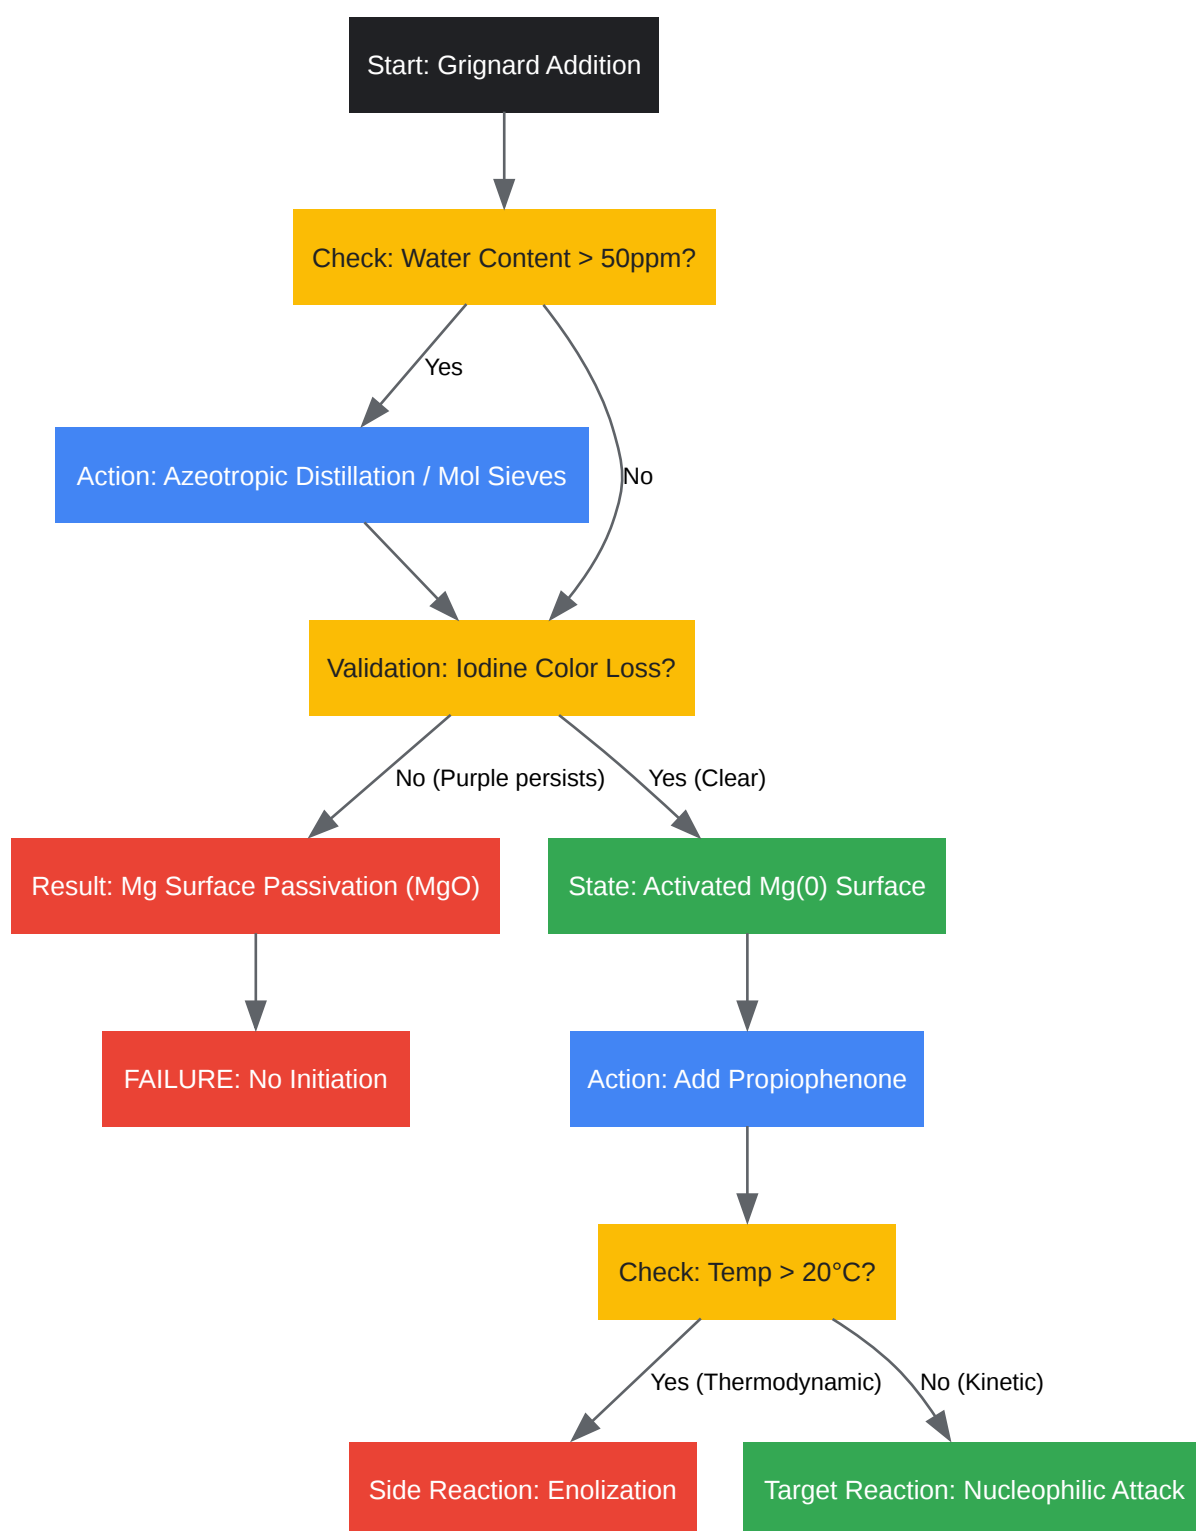 Start: Grignard Addition
Check: Water Content > 50ppm?
Yes
Action: Azeotropic Distillation / Mol Sieves
No
Validation: Iodine Color Loss?
No (Purple persists)
Yes (Clear)
Result: Mg Surface Passivation (MgO)
State: Activated Mg(0) Surface
FAILURE: No Initiation
Action: Add Propiophenone
Check: Temp > 20°C?
Yes (Thermodynamic)
No (Kinetic)
Side Reaction: Enolization
Target Reaction: Nucleophilic Attack